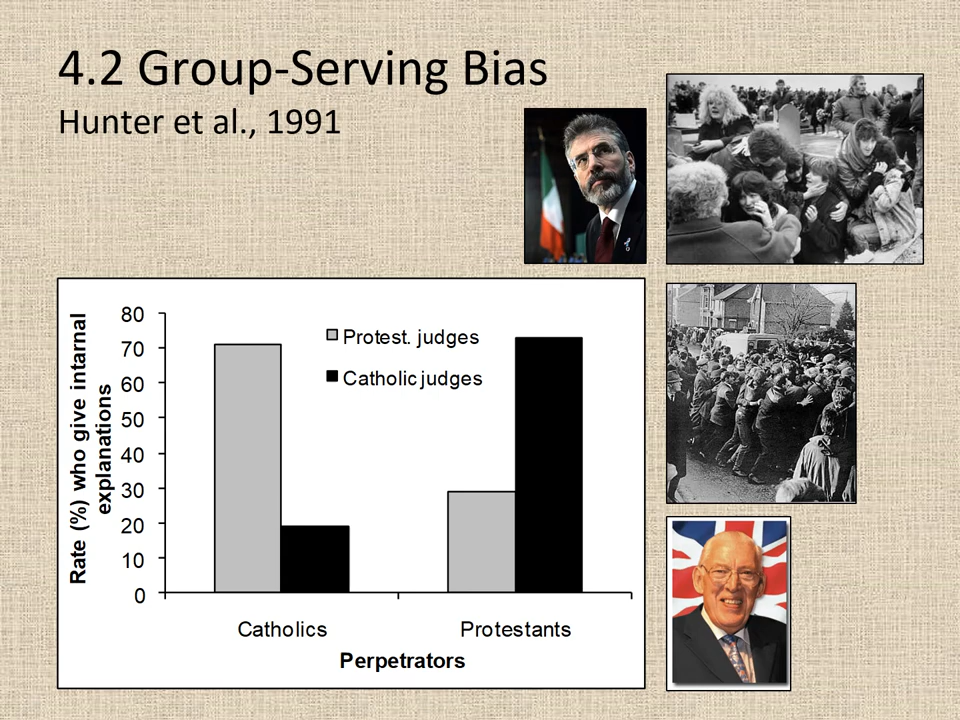 4.2 Group-Serving Bias
Hunter et al., 1991
80
70
60
50
40
30
20
10
0
Rate (%) who give intarnal
explanations
Protest. judges
Catholic judges
Catholics
Protestants
Perpetrators